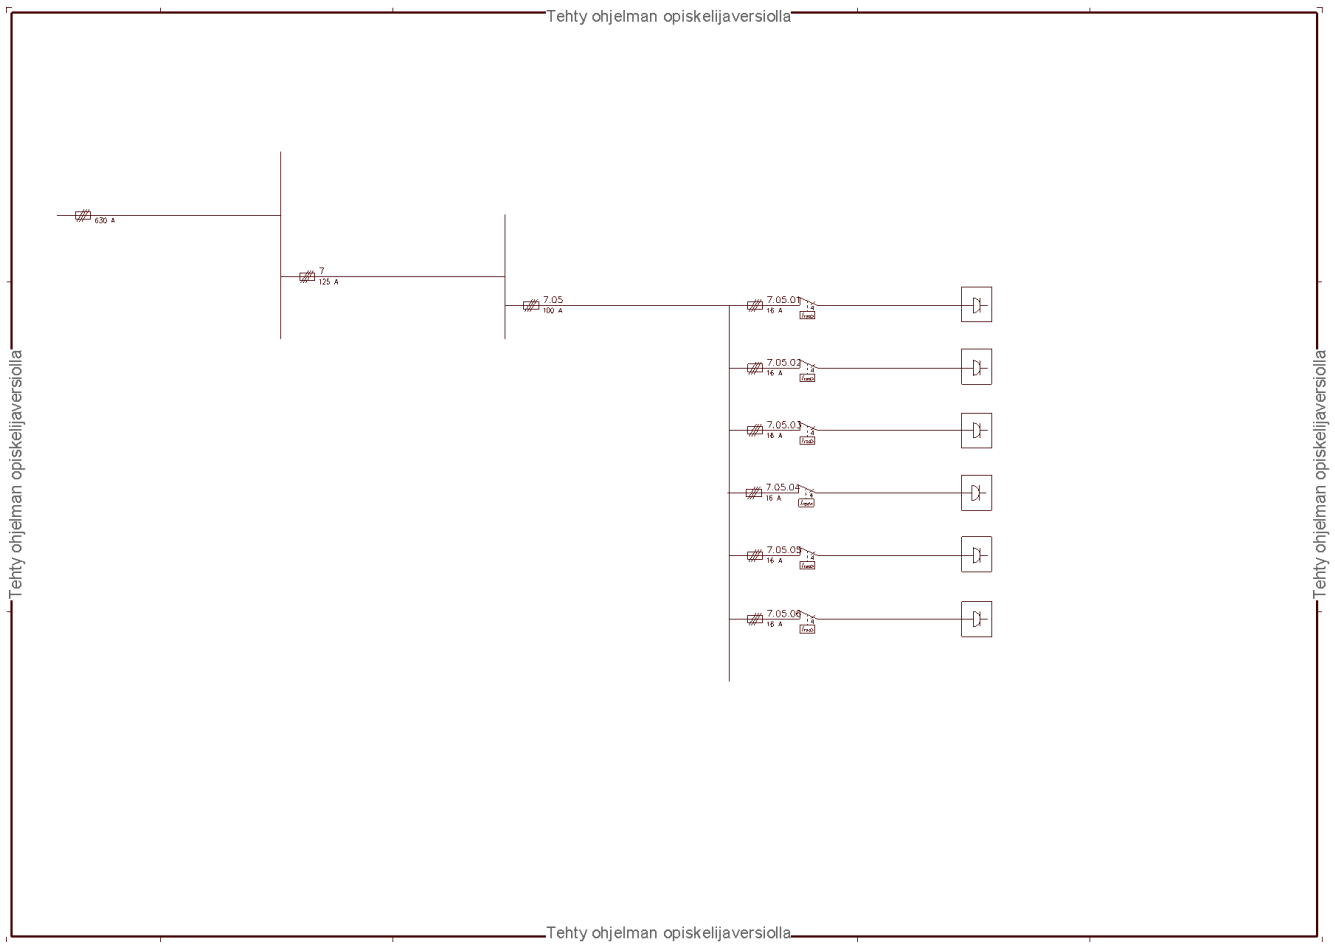 Tehty ohjelman opiskelijaversiolla
630 A
7
125 A
7.05
100 A
7.05.01
16 A
7.05.02
16 A
7.05.03
16 A
7.05.04
16 A
7.05.05
16 A
7.05.06
16 A
Tehty ohjelman opiskelijaversiolla
Tehty ohjelman opiskelijaversiolla
Tehty ohjelman opiskelijaversiolla